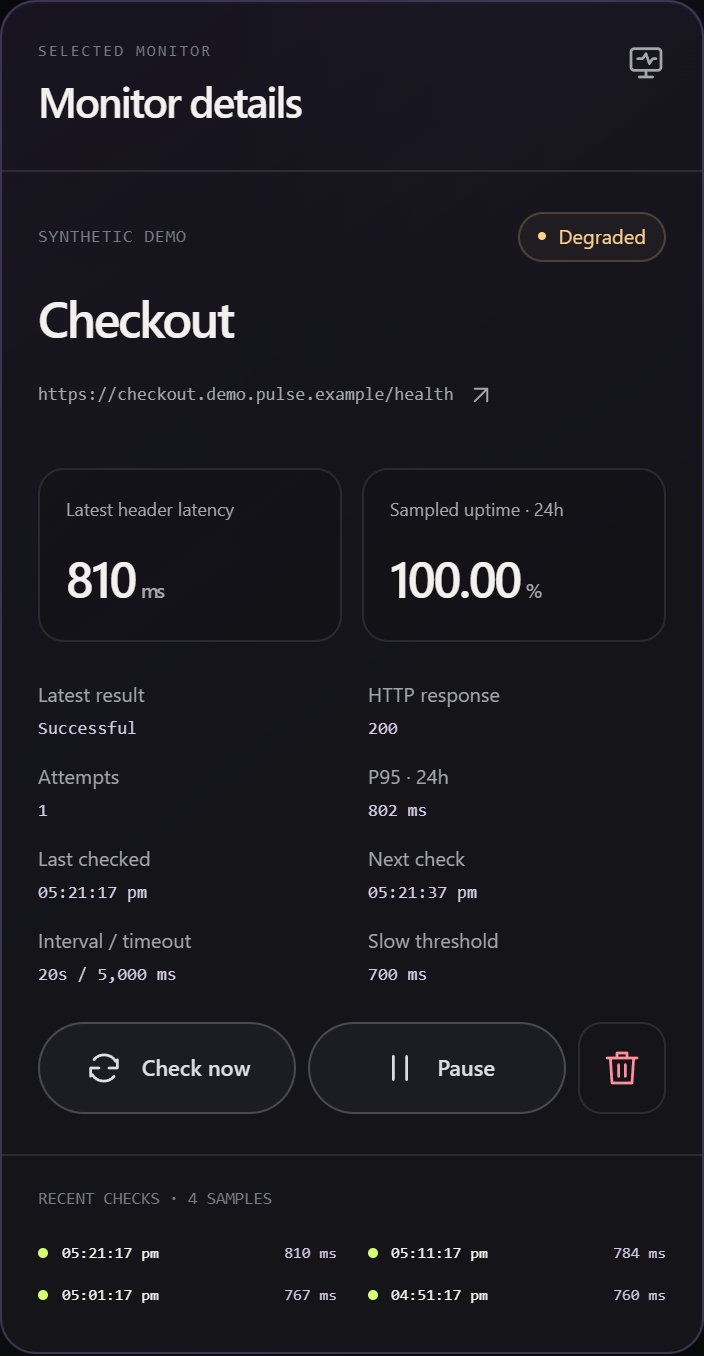 SELECTED MONITOR
Monitor details
SYNTHETIC DEMO
Degraded
Checkout
https://checkout.demo.pulse.example/health
Latest header latency
810 ms
Sampled uptime · 24h
100.00 %
Latest result
Successful
HTTP response
200
Attempts
1
P95 · 24h
802 ms
Last checked
05:21:17 pm
Next check
05:21:37 pm
Interval / timeout
20s / 5,000 ms
Slow threshold
700 ms
Check now
Pause
RECENT CHECKS · 4 SAMPLES
05:21:17 pm 810 ms
05:11:17 pm 784 ms
05:01:17 pm 767 ms
04:51:17 pm 760 ms